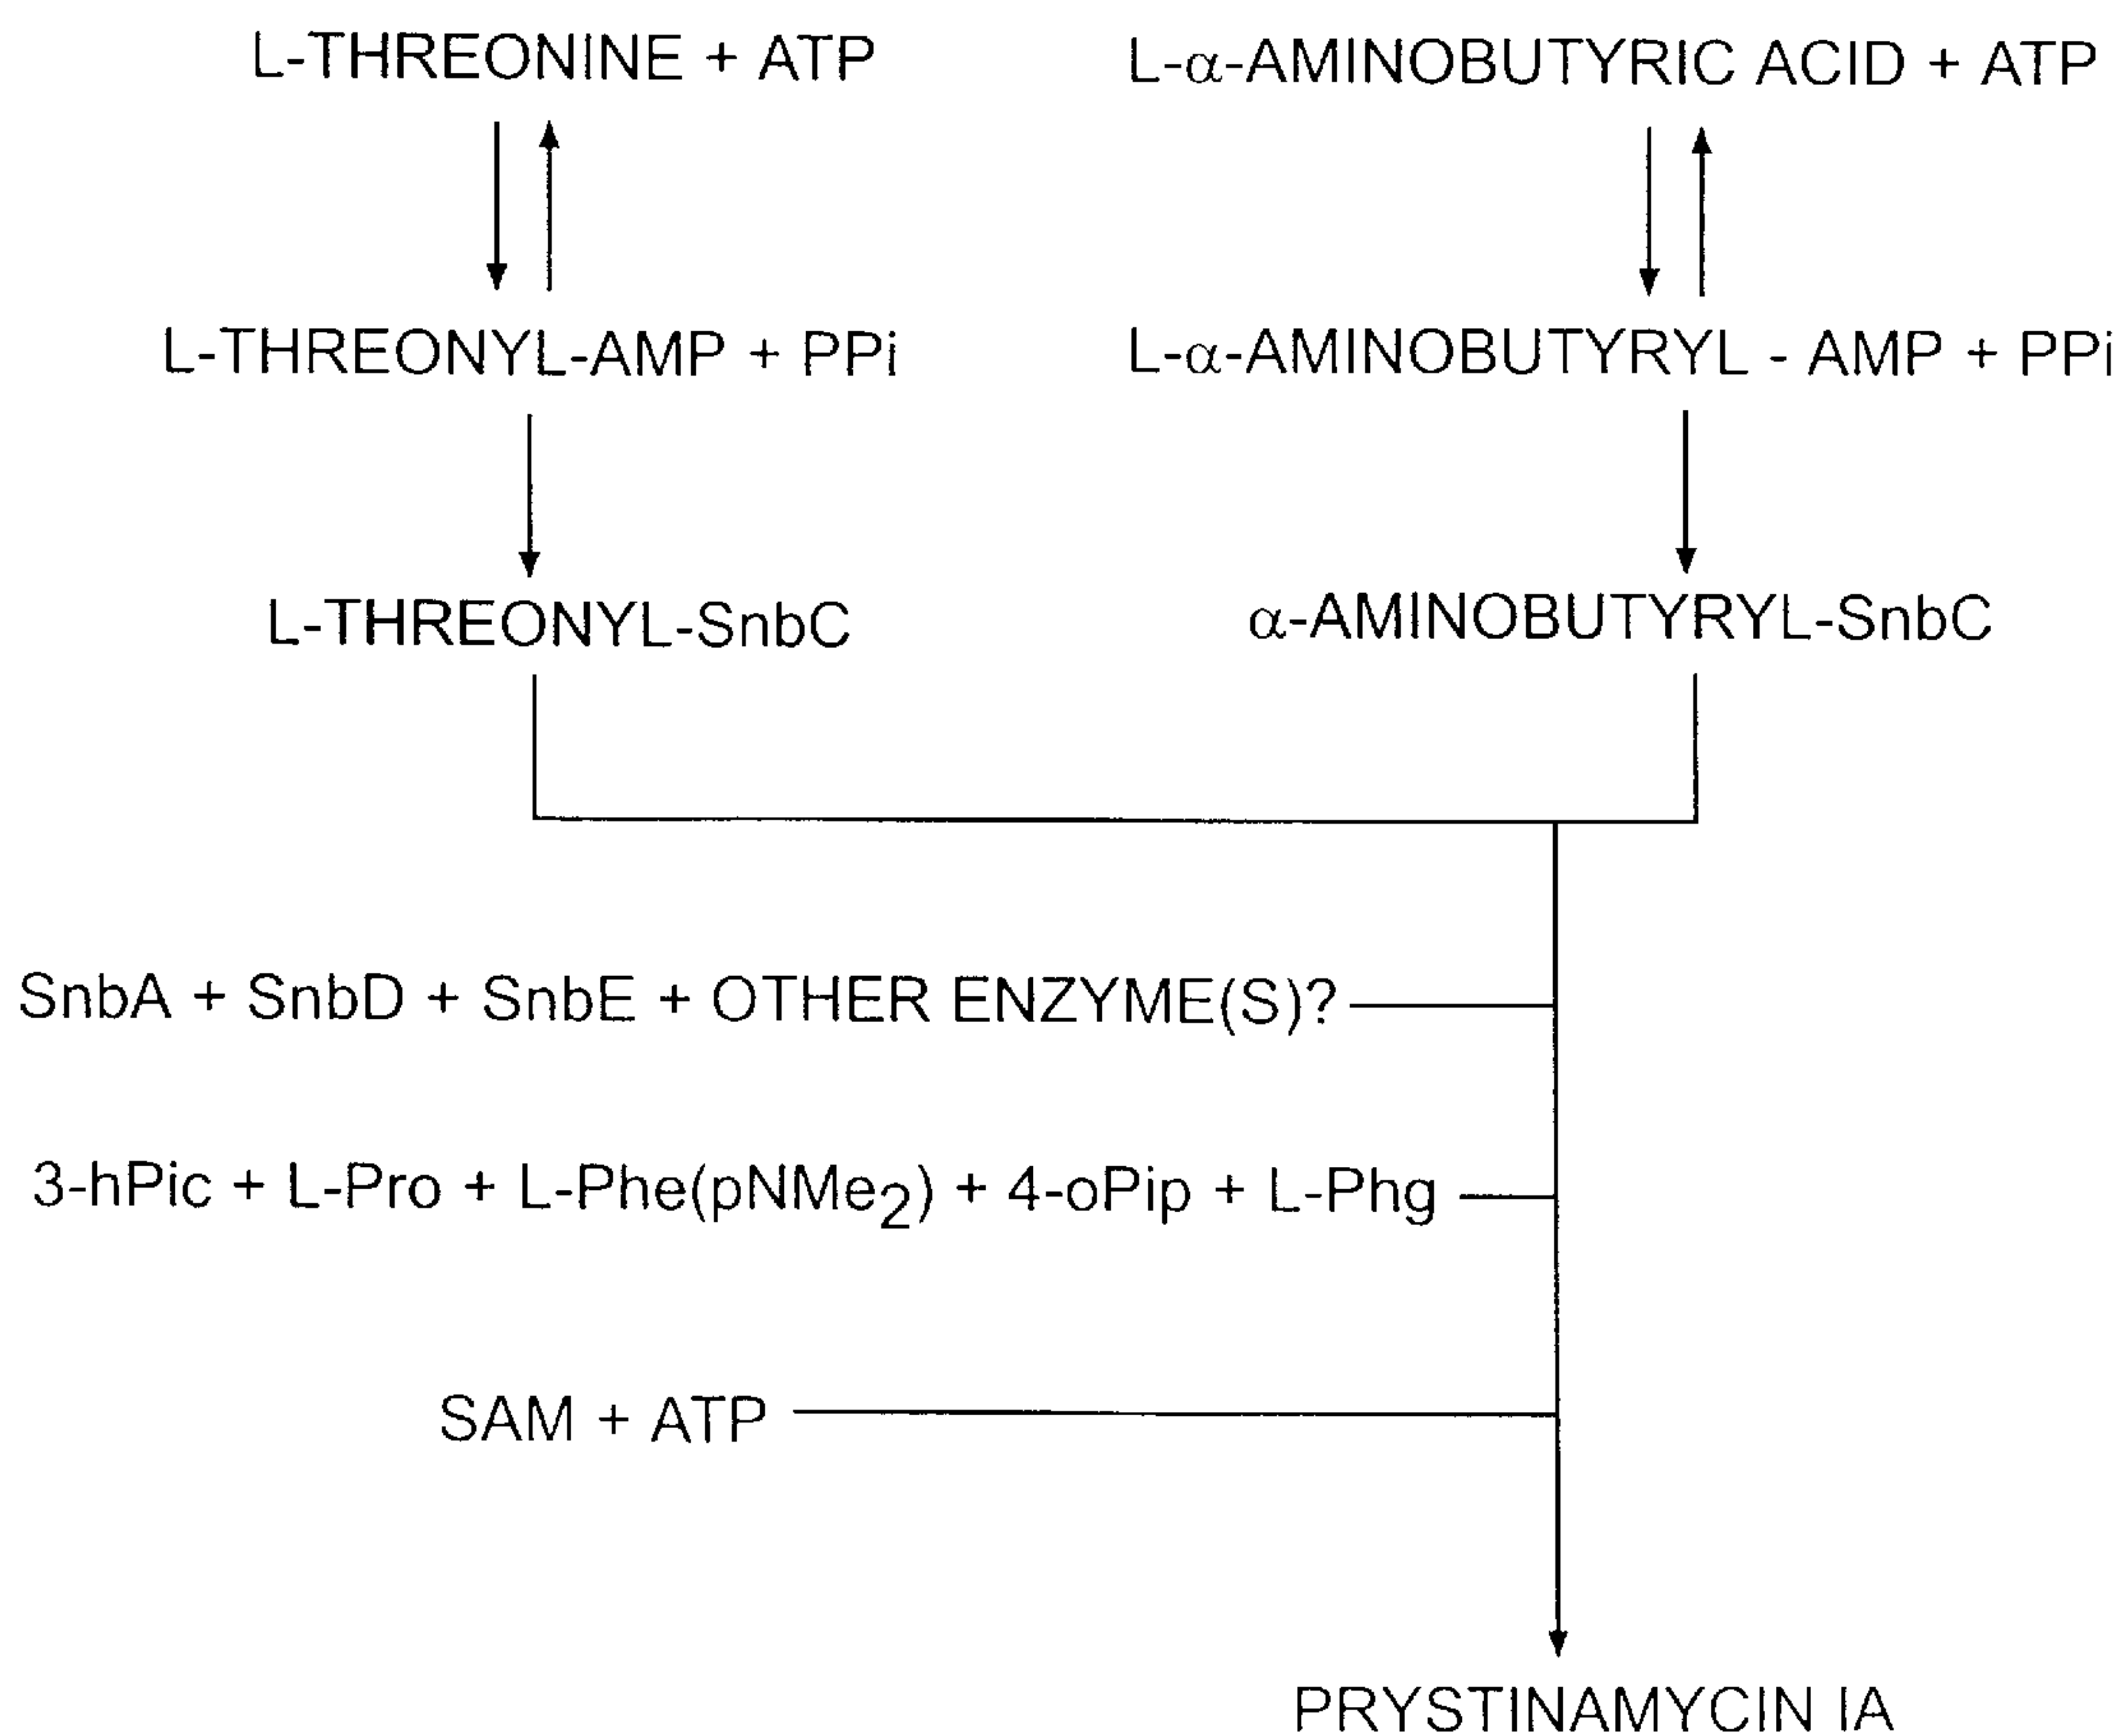 L-THREONINE + ATP
L-α-AMINOBUTYRIC ACID + ATP
L-THREONYL-AMP + PPi
L-α-AMINOBUTYRYL - AMP + PPi
L-THREONYL-SnbC
α-AMINOBUTYRYL-SnbC
SnbA + SnbD + SnbE + OTHER ENZYME(S)?
3-hPic + L-Pro + L-Phe(pNMe₂) + 4-oPip + L-Phg
SAM + ATP
PRYSTINAMYCIN IA